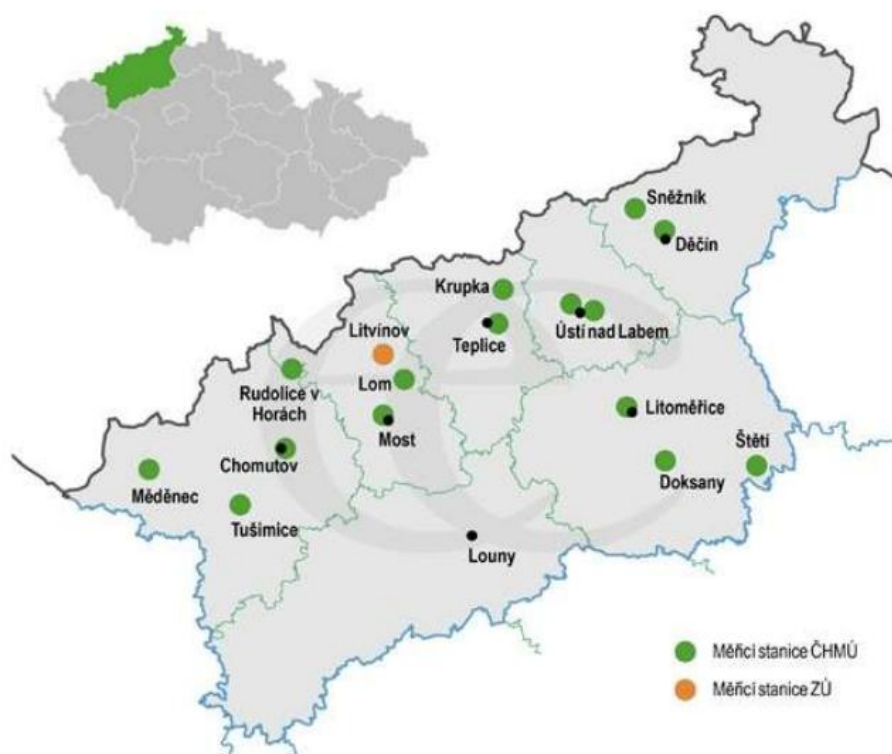 Sněžník
Děčín
Krupka
Ústí nad Labem
Teplice
Litvínov
Lom
Rudolice v
Horách
Most
Litoměřice
Štětí
Chomutov
Doksany
Měděnec
Tušimice
Louny
Měřicí stanice ČHMÚ
Měřicí stanice ZÚ